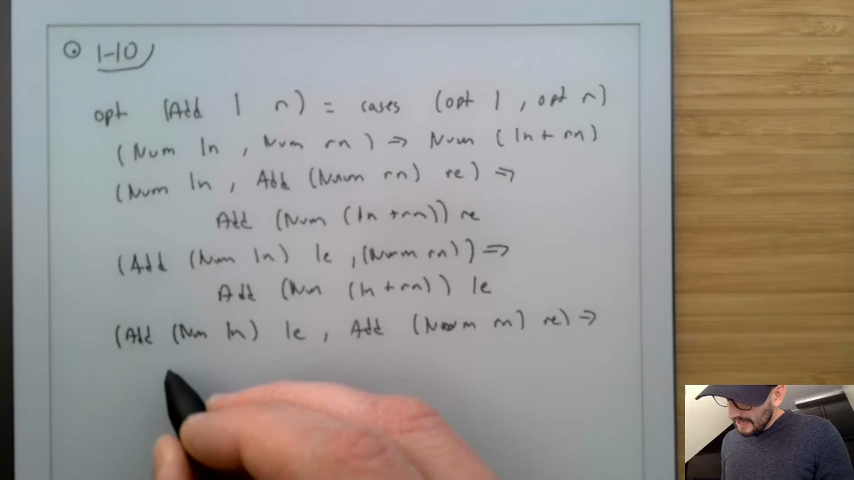 1-10
opt (Add l r) = cases (opt l, opt r)
(Num ln, Num rn) => Num (ln + rn)
(Num ln, Add (Num rn) re) =>
Add (Num (ln + rn)) re
(Add (Num ln) le, (Num rn)) =>
Add (Num (ln + rn)) le
(Add (Num ln) le, Add (Num rn) re) =>